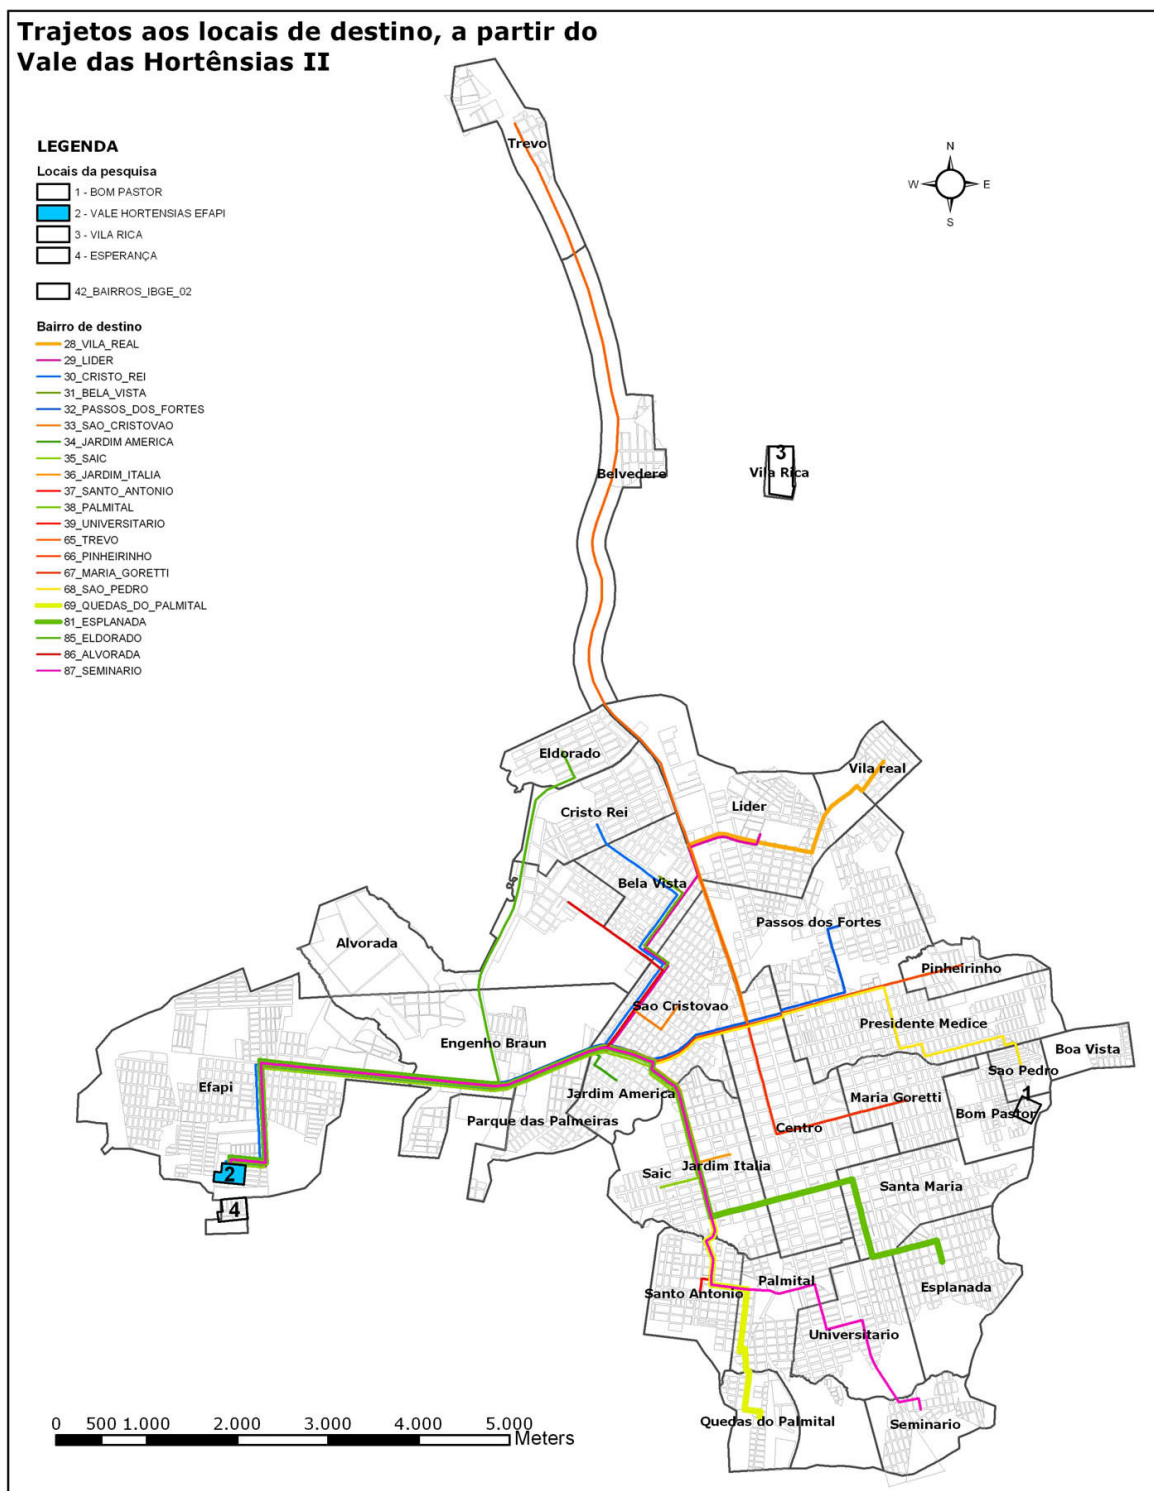 Trajetos aos locais de destino, a partir do
Vale das Hortênsias II
LEGENDA
Locais da pesquisa
1 - BOM PASTOR
2 - VALE HORTENSIAS EFAPI
3 - VILA RICA
4 - ESPERANÇA
42_BAIRROS_IBGE_02
Bairro de destino
28_VILA_REAL
29_LIDER
30_CRISTO_REI
31_BELA_VISTA
32_PASSOS_DOS_FORTES
33_SAO_CRISTOVAO
34_JARDIM AMERICA
35_SAIC
36_JARDIM_ITALIA
37_SANTO_ANTONIO
38_PALMITAL
39_UNIVERSITARIO
65_TREVO
66_PINHEIRINHO
67_MARIA_GORETTI
68_SAO_PEDRO
69_QUEDAS_DO_PALMITAL
81_ESPLANADA
85_ELDORADO
86_ALVORADA
87_SEMINARIO
N
W E
S
Trevo
Belvedere
3
Vila Rica
Eldorado
Vila real
Cristo Rei
Lider
Bela Vista
Passos dos Fortes
Alvorada
Pinheirinho
Sao Cristovao
Presidente Medice
Engenho Braun
Boa Vista
Sao Pedro
Efapi
Jardim America
Maria Goretti
1
Bom Pastor
Parque das Palmeiras
Centro
2
Saic
Jardim Italia
Santa Maria
4
Palmital
Esplanada
Santo Antonio
Universitario
Quedas do Palmital
Seminario
0 500 1.000 2.000 3.000 4.000 5.000
Meters